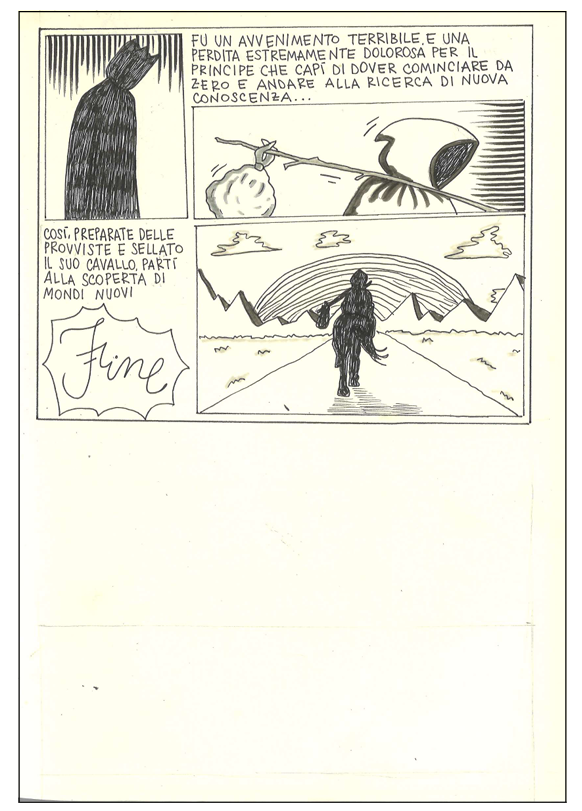 FU UN AVVENIMENTO TERRIBILE, E UNA
PERDITA ESTREMAMENTE DOLOROSA PER IL
PRINCIPE CHE CAPÌ DI DOVER COMINCIARE DA
ZERO E ANDARE ALLA RICERCA DI NUOVA
CONOSCENZA...
COSÌ, PREPARATE DELLE
PROVVISTE E SELLATO
IL SUO CAVALLO, PARTÌ
ALLA SCOPERTA DI
MONDI NUOVI
Fine